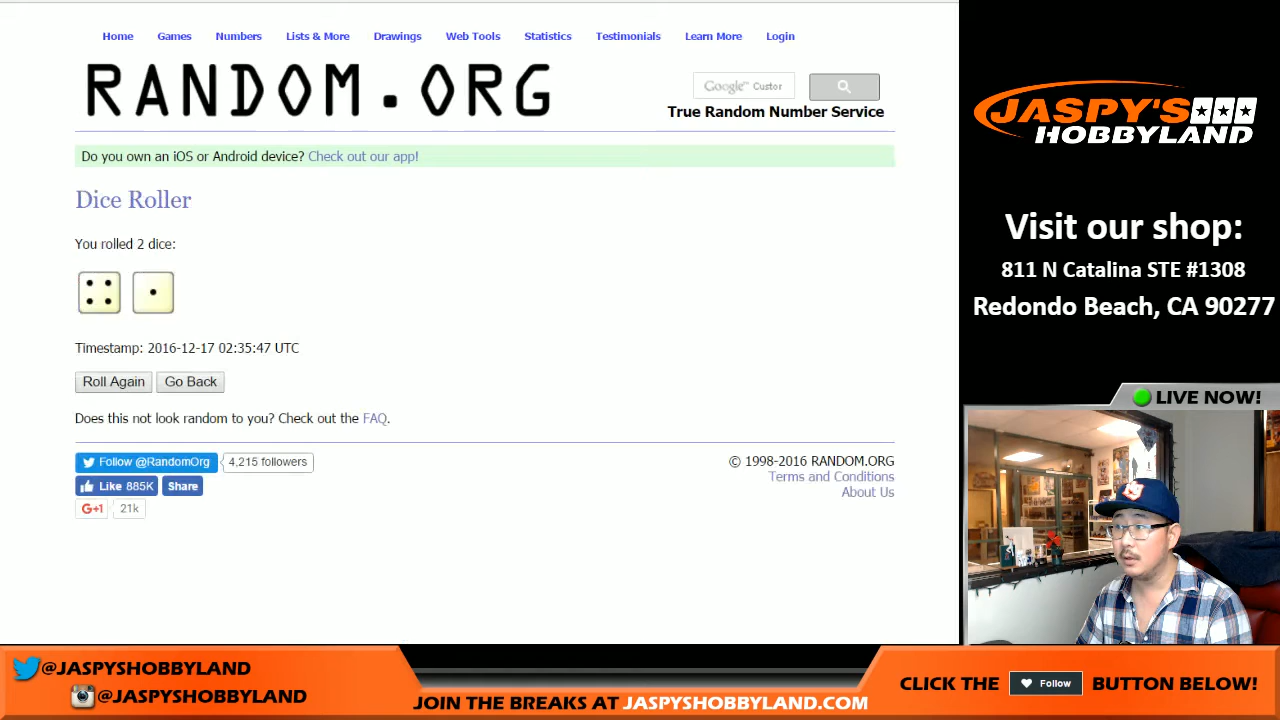 Home Games Numbers Lists & More Drawings Web Tools Statistics Testimonials Learn More Login
RANDOM.ORG
Google™ Custor
True Random Number Service
Do you own an iOS or Android device? Check out our app!
Dice Roller
You rolled 2 dice:
Timestamp: 2016-12-17 02:35:47 UTC
Roll Again Go Back
Does this not look random to you? Check out the FAQ.
Follow @RandomOrg 4,215 followers
Like 885K Share
G+1 21k
© 1998-2016 RANDOM.ORG
Terms and Conditions
About Us
JASPY'S
HOBBYLAND
Visit our shop:
811 N Catalina STE #1308
Redondo Beach, CA 90277
LIVE NOW!
@JASPYSHOBBYLAND
@JASPYSHOBBYLAND
JOIN THE BREAKS AT JASPYSHOBBYLAND.COM
CLICK THE Follow BUTTON BELOW!